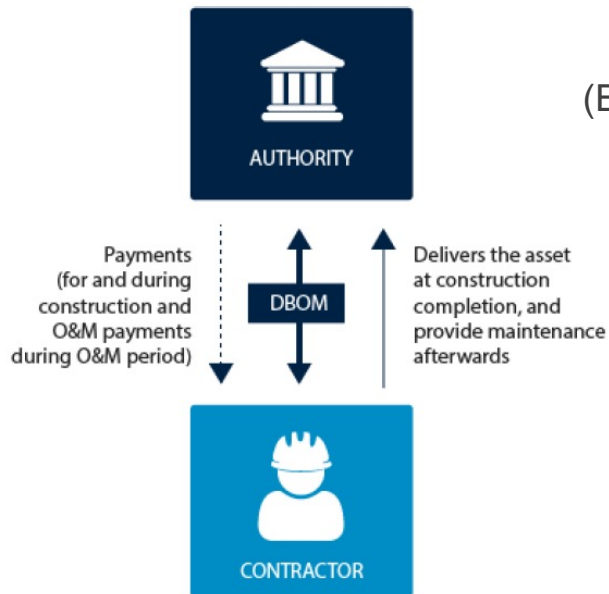 (E
AUTHORITY
Payments
(for and during
construction and
O&M payments
during O&M period)
DBOM
Delivers the asset
at construction
completion, and
provide maintenance
afterwards
CONTRACTOR